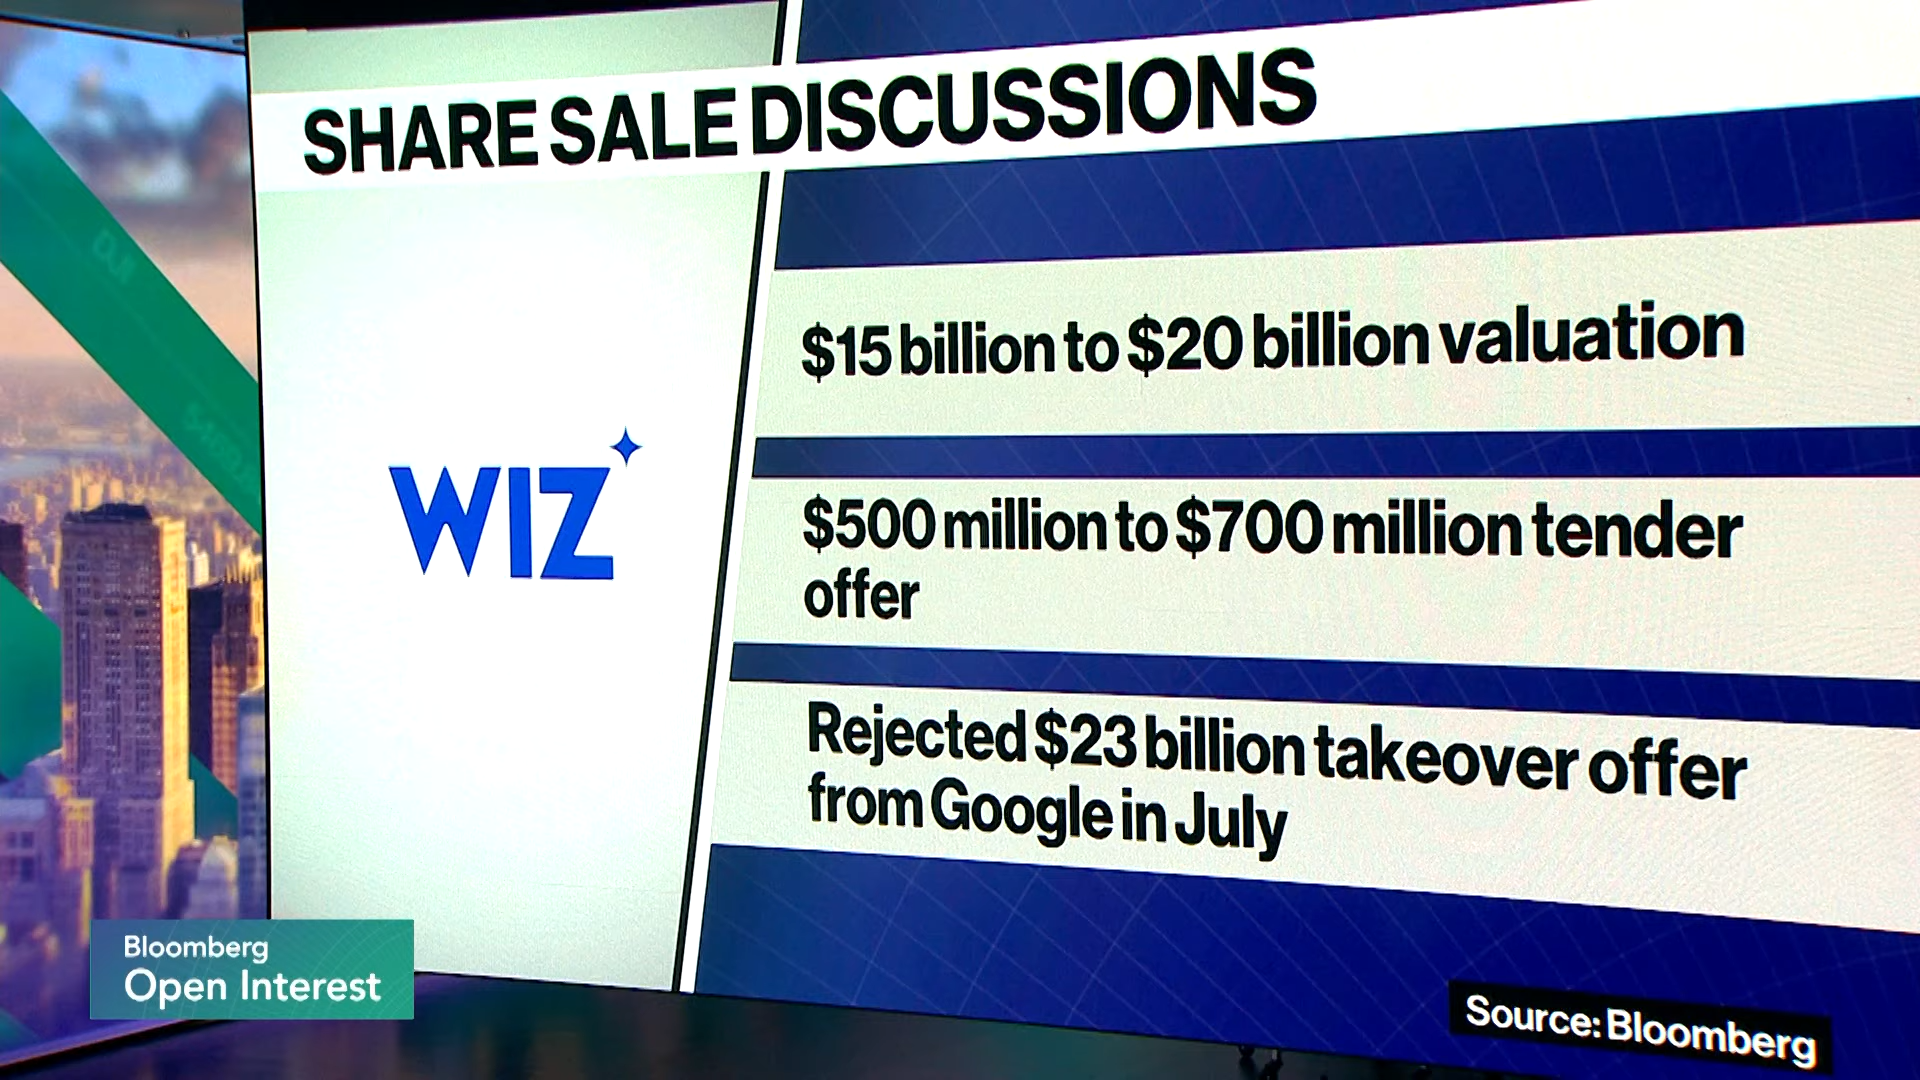 SHARE SALE DISCUSSIONS
WIZ
$15 billion to $20 billion valuation
$500 million to $700 million tender
offer
Rejected $23 billion takeover offer
from Google in July
DJI
Bloomberg
Open Interest
Source: Bloomberg